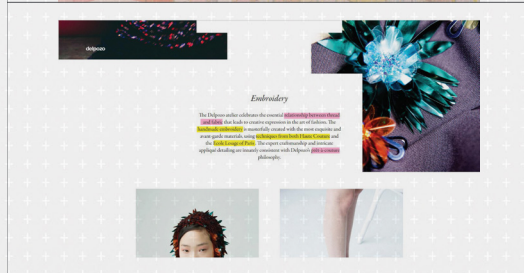 delpozo
Embroidery
The Delpozo atelier celebrates the essential relationship between thread
and fabric that leads to creative expression in the art of fashion. The
handmade embroidery is masterfully created with the most exquisite and
avant-garde materials, using techniques from both Haute Couture and
the Ecole Lesage of Paris. The expert craftsmanship and intricate
appliqué detailing are innately consistent with Delpozo's prêt-à-couture
philosophy.